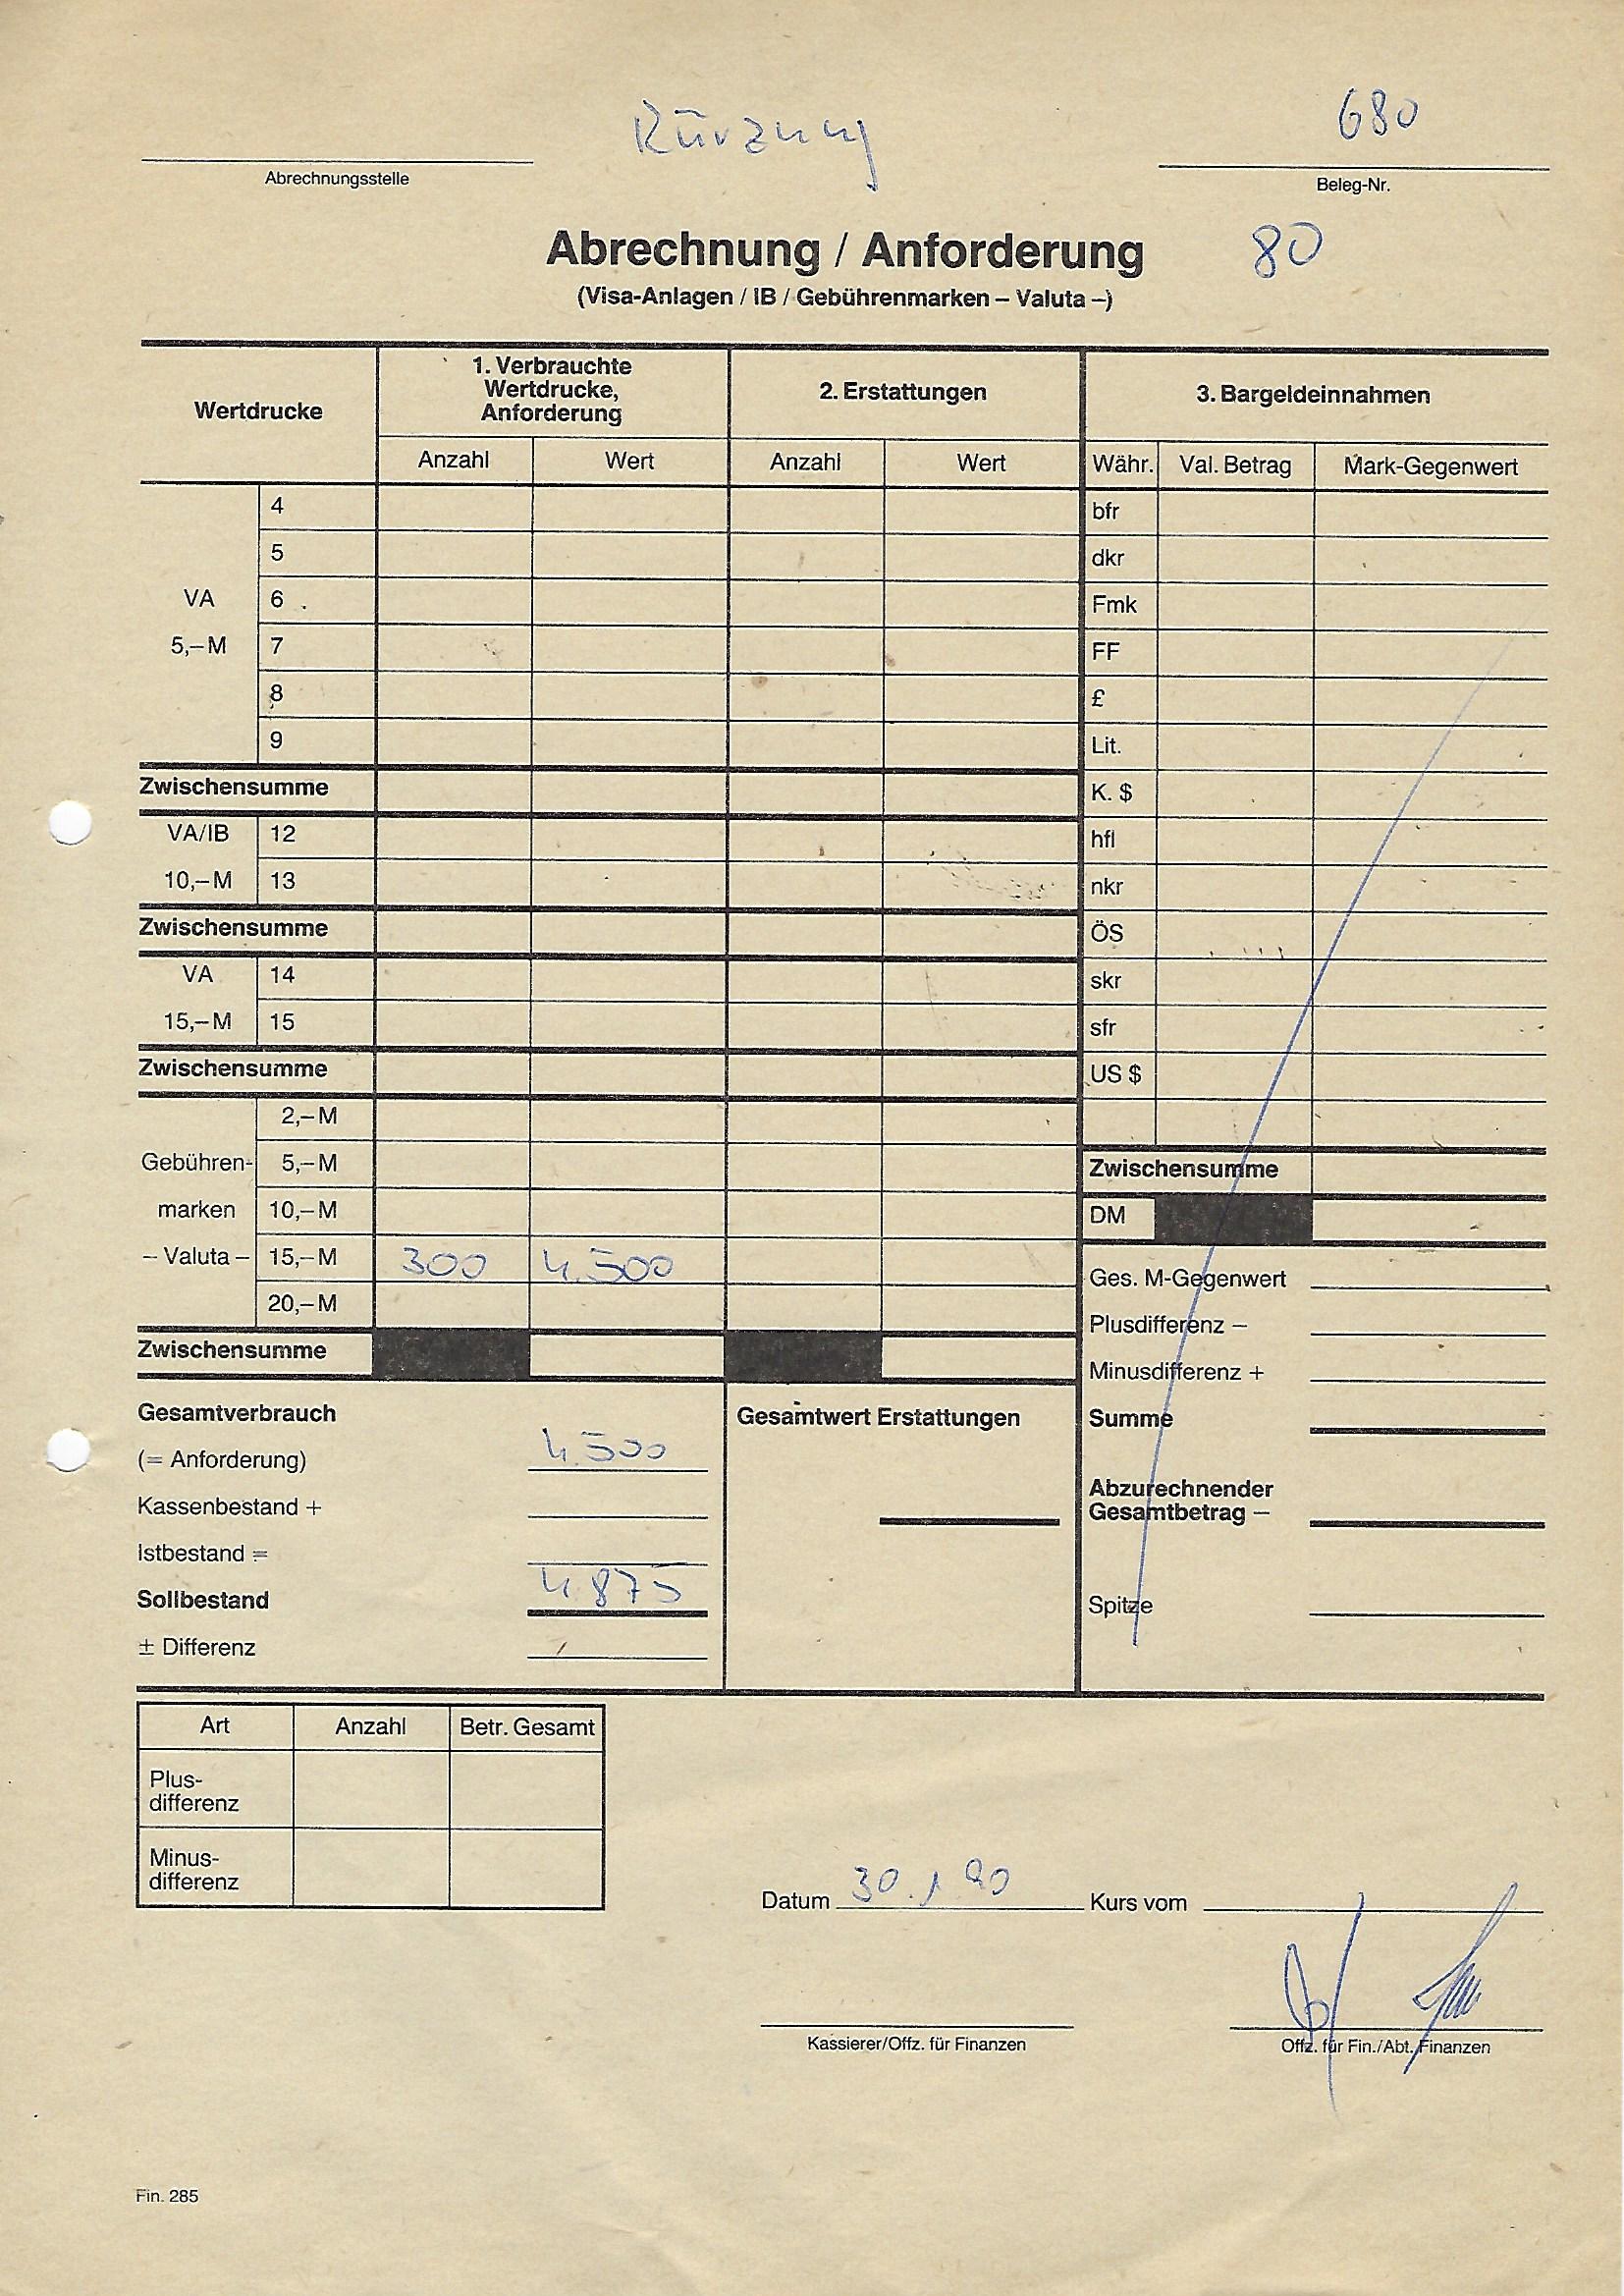 Kürzung
680
Abrechnungsstelle
Beleg-Nr.
Abrechnung / Anforderung
80
(Visa-Anlagen / IB / Gebührenmarken – Valuta –)
Wertdrucke
1. Verbrauchte
Wertdrucke,
Anforderung
2. Erstattungen
3. Bargeldeinnahmen
Anzahl Wert Anzahl Wert Währ. Val. Betrag Mark-Gegenwert
4 bfr
5 dkr
VA 6 Fmk
5,– M 7 FF
8 £
9 Lit.
Zwischensumme K. $
VA/IB 12 hfl
10,– M 13 nkr
Zwischensumme ÖS
VA 14 skr
15,– M 15 sfr
Zwischensumme US $
2,– M
Gebühren- 5,– M Zwischensumme
marken 10,– M DM
– Valuta – 15,– M 300 4.500 Ges. M-Gegenwert
20,– M Plusdifferenz –
Zwischensumme Minusdifferenz +
Gesamtverbrauch Gesamtwert Erstattungen Summe
(= Anforderung) 4.500
Kassenbestand + Abzurechnender
Gesamtbetrag –
Istbestand =
Sollbestand 4.875 Spitze
± Differenz
Art Anzahl Betr. Gesamt
Plus-
differenz
Minus-
differenz
Datum 30.1.90 Kurs vom
Kassierer/Offz. für Finanzen Offz. für Fin./Abt. Finanzen
Fin. 285